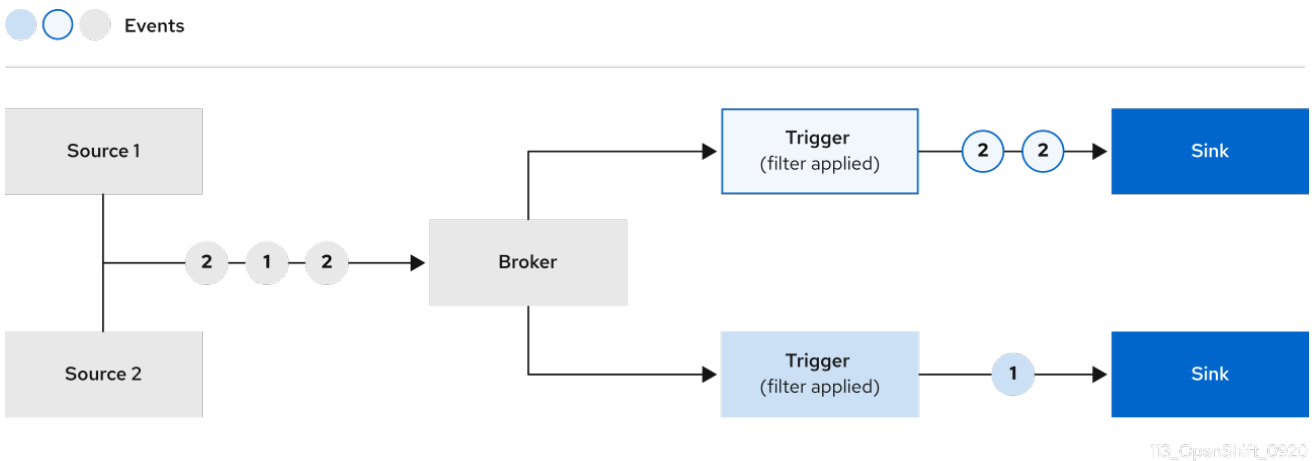 Events
Source 1
Trigger
(filter applied)
2 2
Sink
2 1 2
Broker
Source 2
Trigger
(filter applied)
1
Sink
113_OpenShift_0920